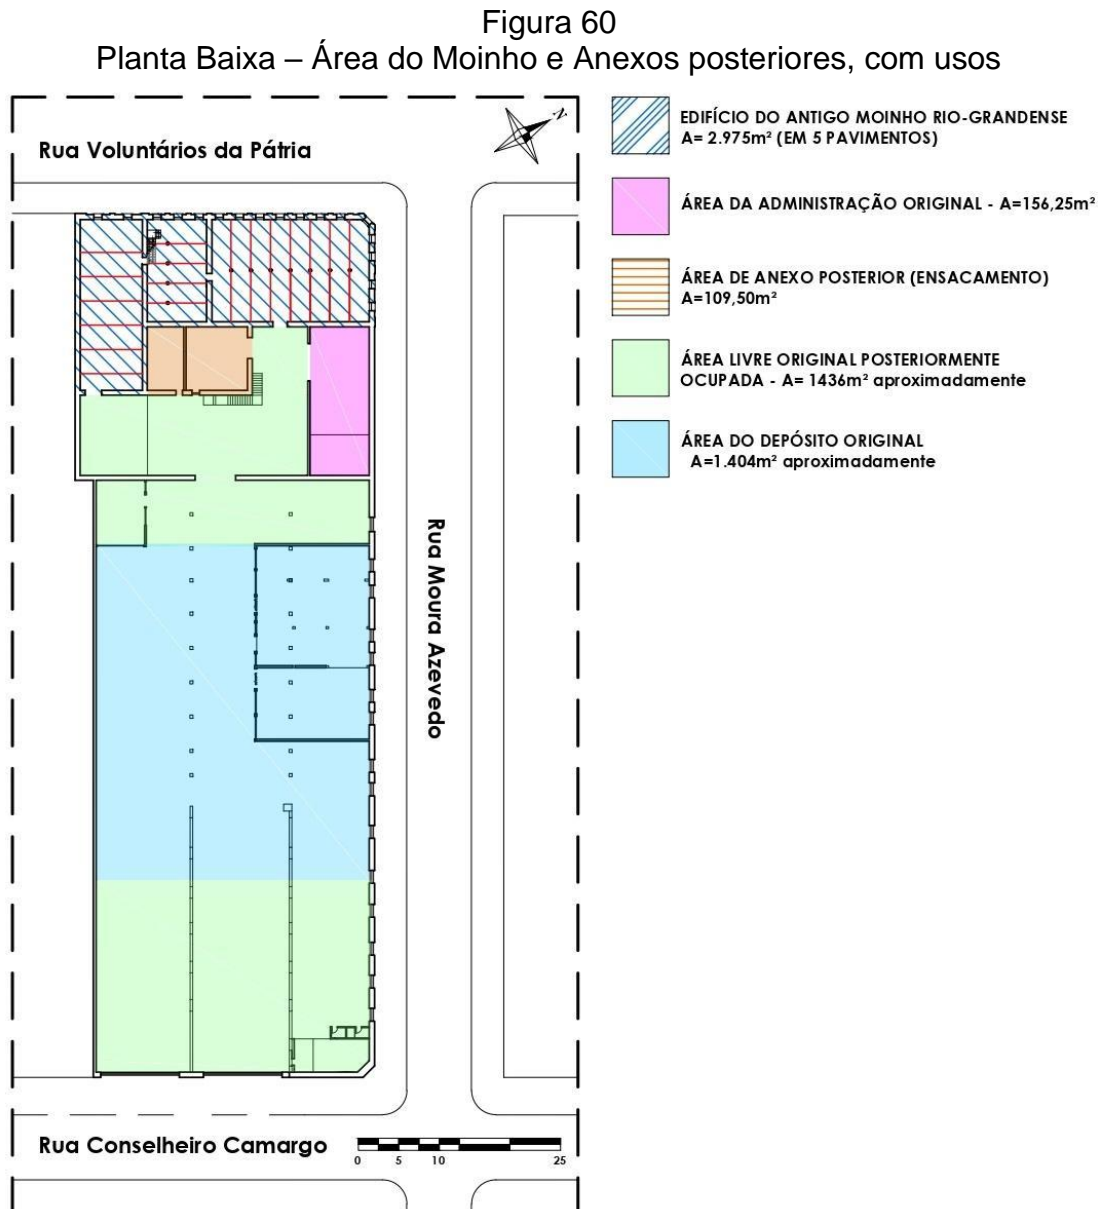 Figura 60
Planta Baixa – Área do Moinho e Anexos posteriores, com usos
Rua Voluntários da Pátria
N
EDIFÍCIO DO ANTIGO MOINHO RIO-GRANDENSE
A= 2.975m² (EM 5 PAVIMENTOS)
ÁREA DA ADMINISTRAÇÃO ORIGINAL - A=156,25m²
ÁREA DE ANEXO POSTERIOR (ENSACAMENTO)
A=109,50m²
ÁREA LIVRE ORIGINAL POSTERIORMENTE
OCUPADA - A= 1436m² aproximadamente
ÁREA DO DEPÓSITO ORIGINAL
A=1.404m² aproximadamente
Rua Moura Azevedo
Rua Conselheiro Camargo
0 5 10 25